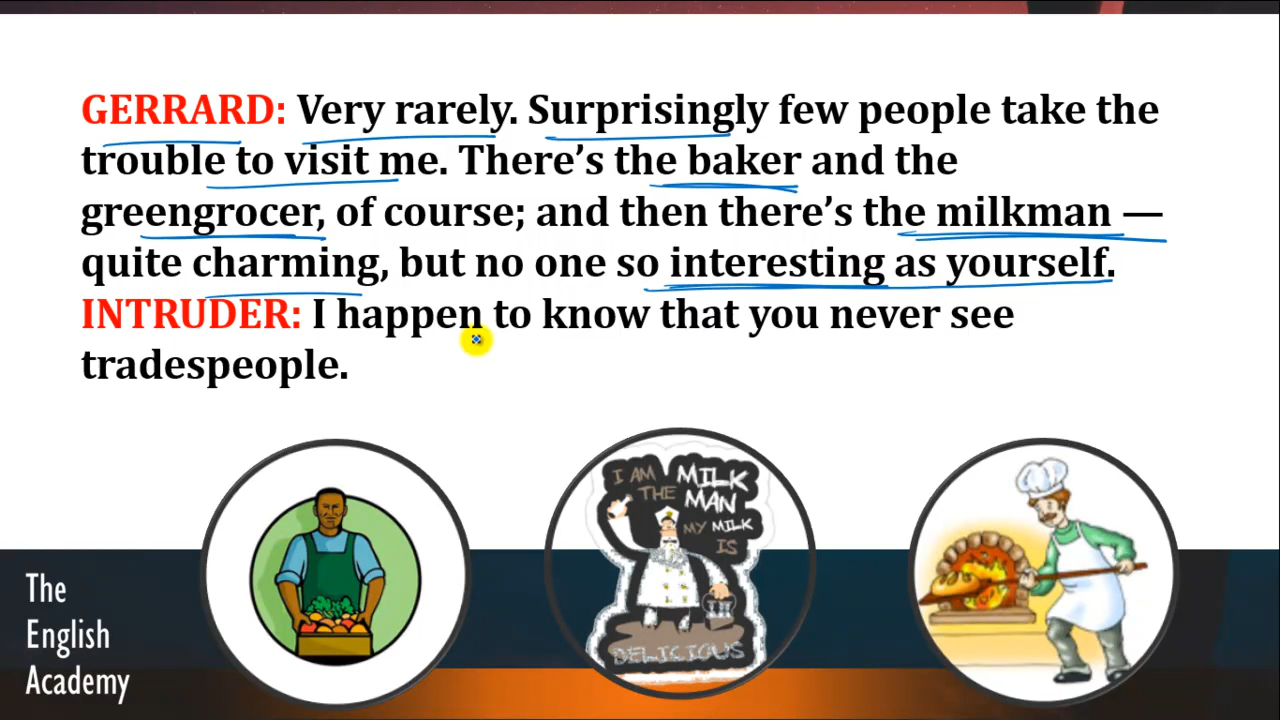 GERRARD: Very rarely. Surprisingly few people take the
trouble to visit me. There’s the baker and the
greengrocer, of course; and then there’s the milkman —
quite charming, but no one so interesting as yourself.
INTRUDER: I happen to know that you never see
tradespeople.
I AM
THE
MILK
MAN
MY MILK
IS
DELICIOUS
The
English
Academy